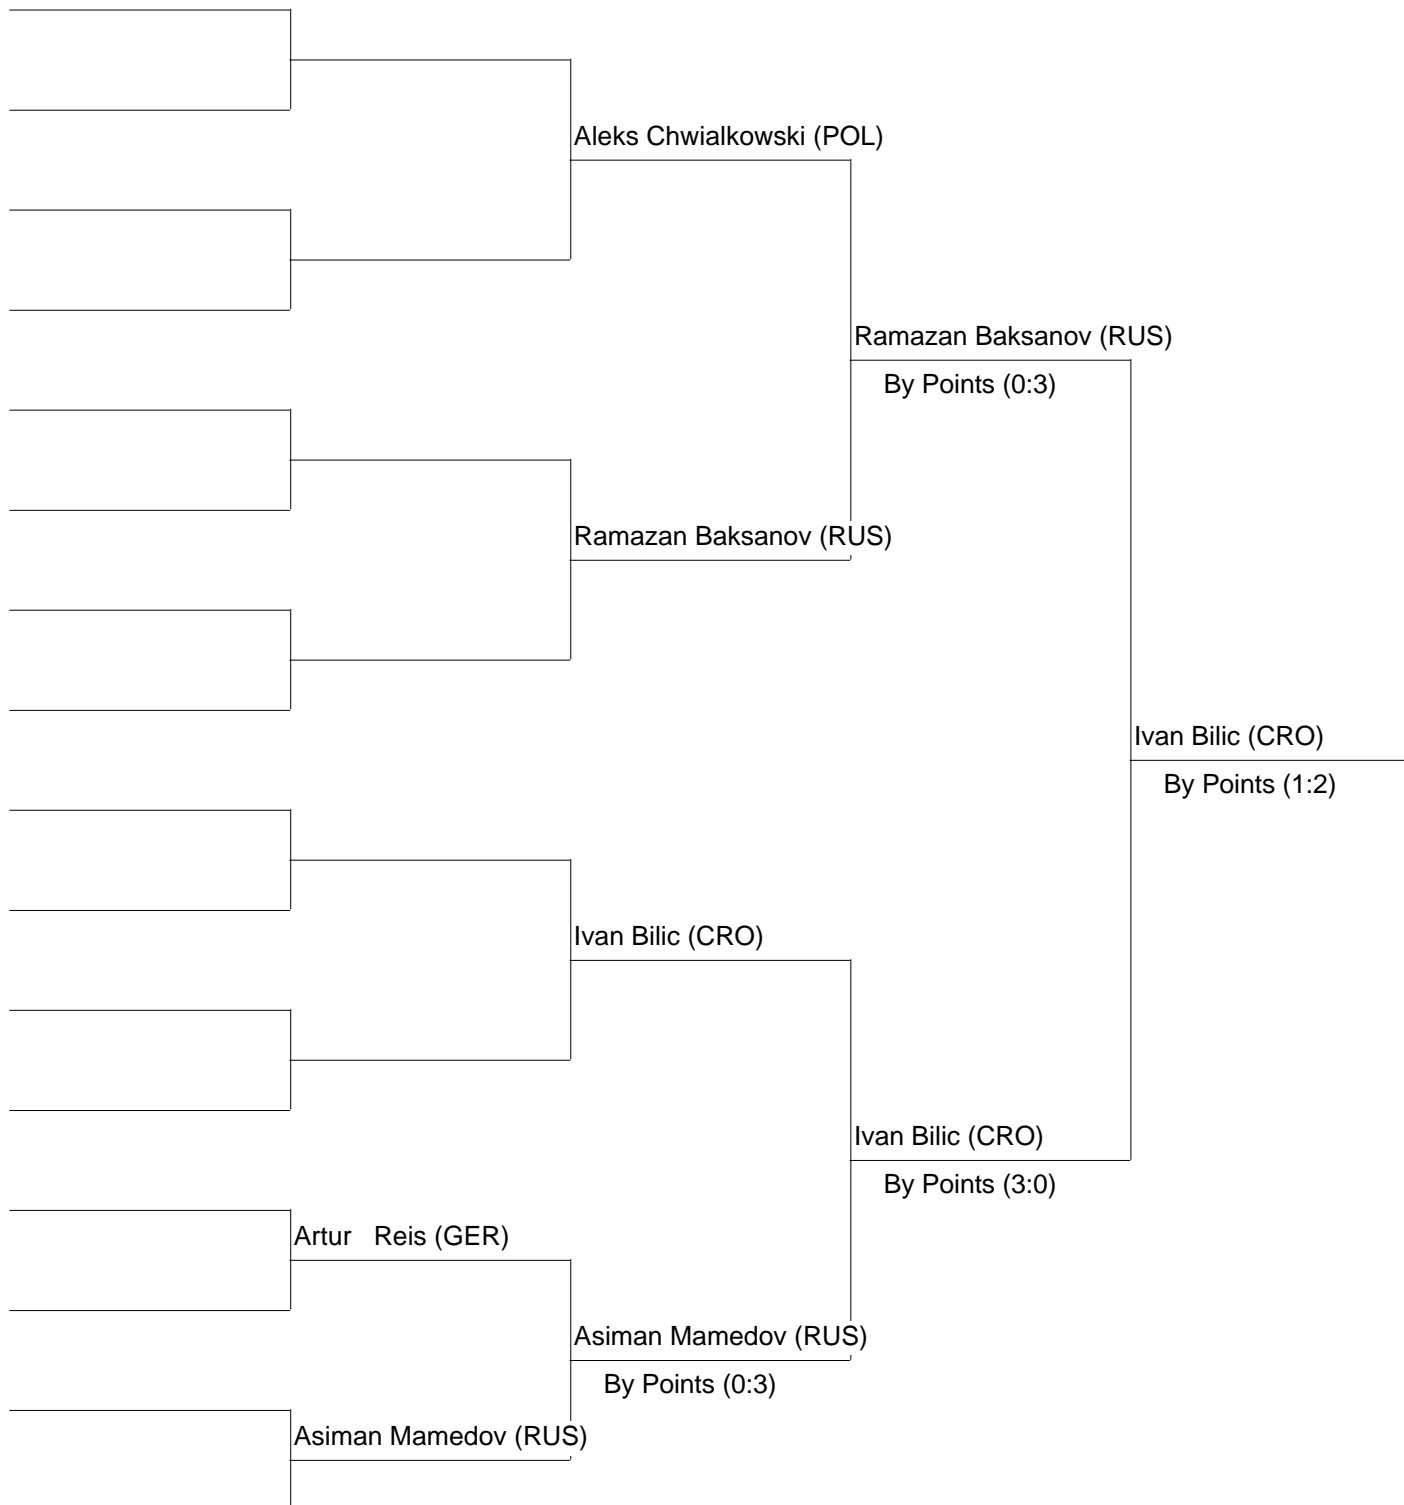 Aleks Chwialkowski (POL)
Ramazan Baksanov (RUS)
By Points (0:3)
Ramazan Baksanov (RUS)
Ivan Bilic (CRO)
By Points (1:2)
Ivan Bilic (CRO)
Ivan Bilic (CRO)
By Points (3:0)
Artur   Reis (GER)
Asiman Mamedov (RUS)
By Points (0:3)
Asiman Mamedov (RUS)